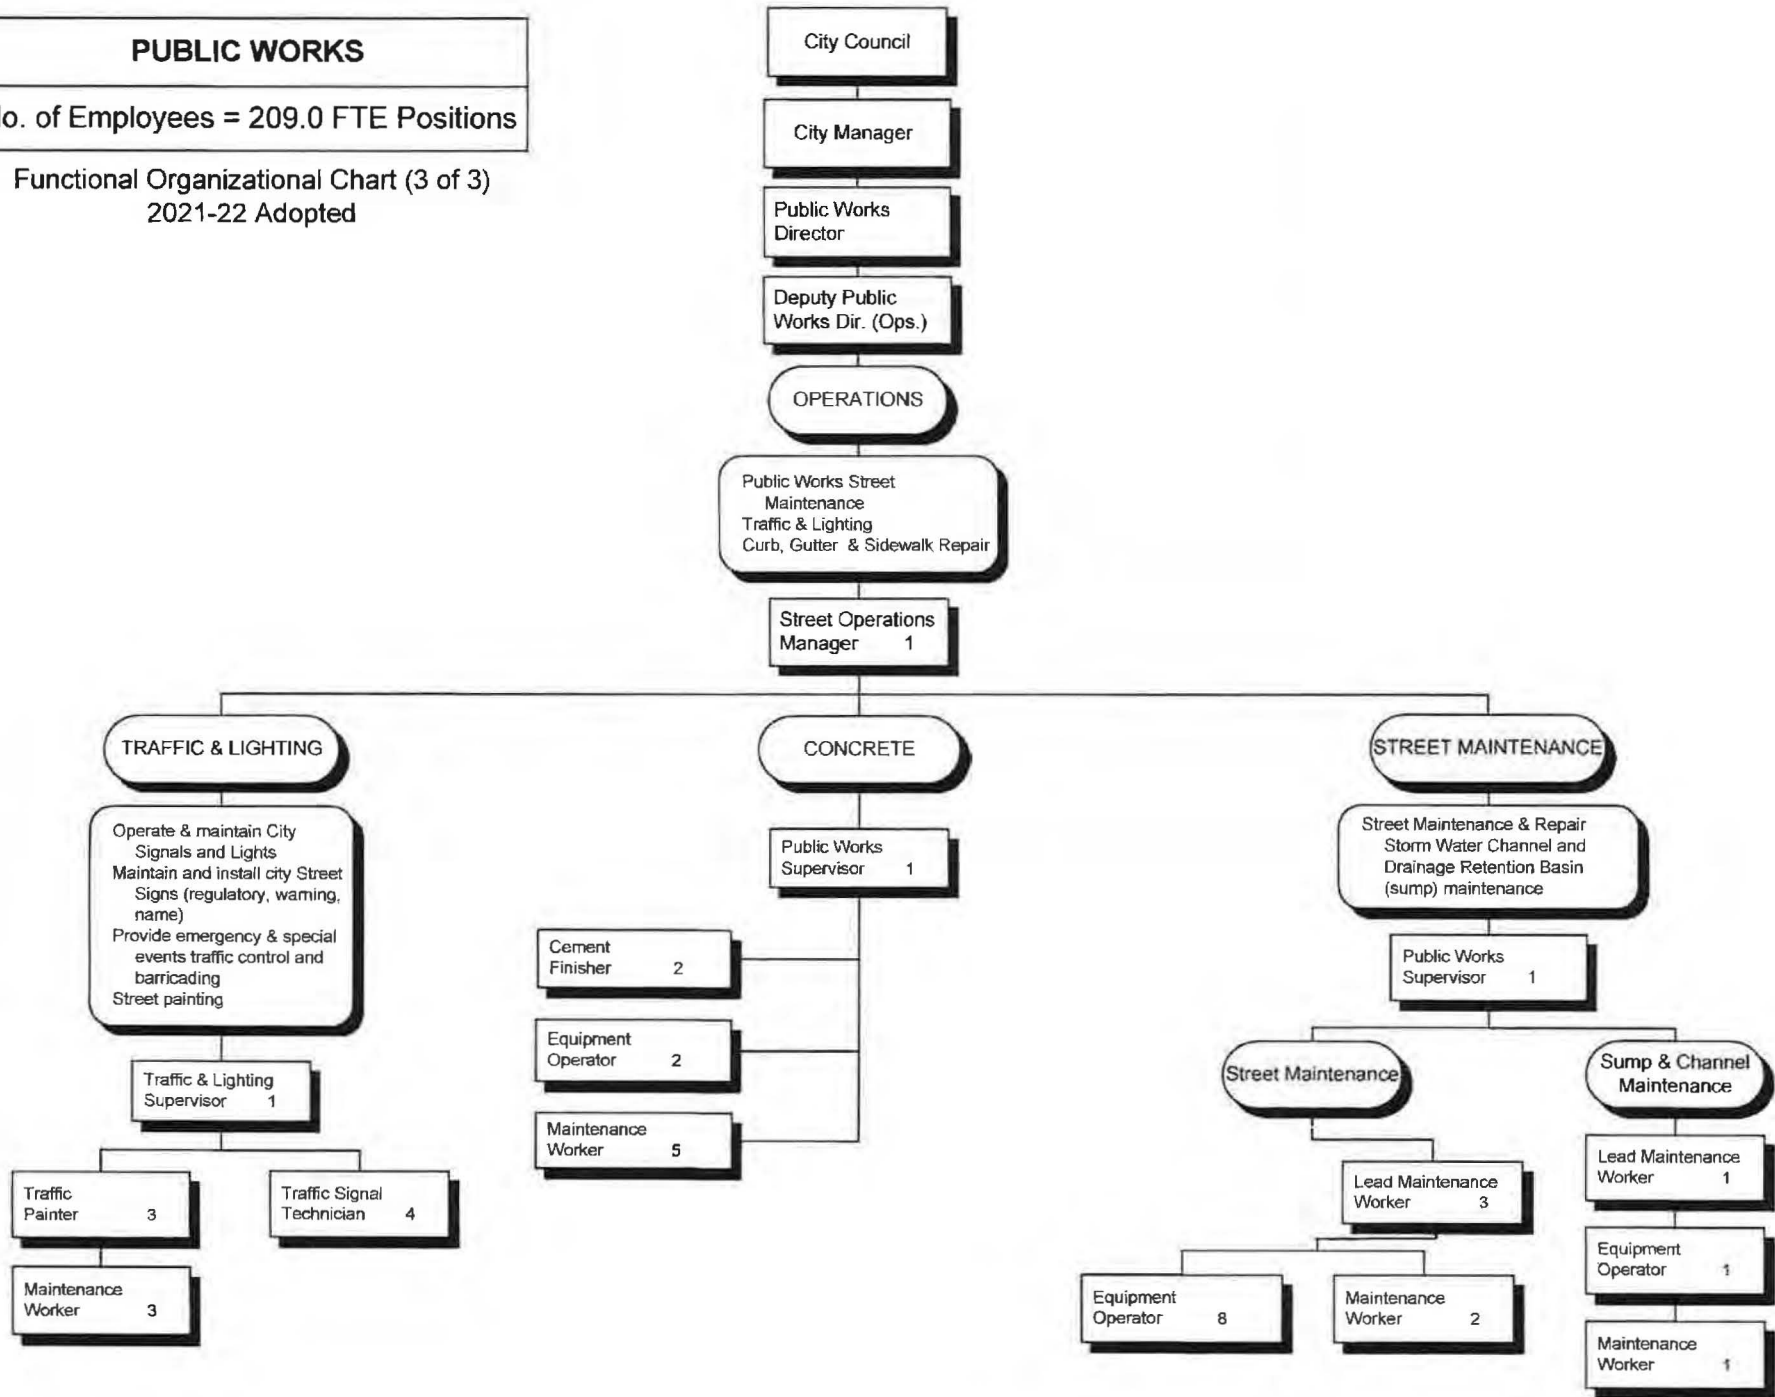 PUBLIC WORKS
o. of Employees = 209.0 FTE Positions
Functional Organizational Chart (3 of 3)
2021-22 Adopted
City Council
City Manager
Public Works
Director
Deputy Public
Works Dir. (Ops.)
OPERATIONS
Public Works Street
Maintenance
Traffic & Lighting
Curb, Gutter & Sidewalk Repair
Street Operations
Manager 1
TRAFFIC & LIGHTING
Operate & maintain City
Signals and Lights
Maintain and install city Street
Signs (regulatory, warning,
name)
Provide emergency & special
events traffic control and
barricading
Street painting
Traffic & Lighting
Supervisor 1
Traffic
Painter 3
Maintenance
Worker 3
Traffic Signal
Technician 4
CONCRETE
Public Works
Supervisor 1
Cement
Finisher 2
Equipment
Operator 2
Maintenance
Worker 5
STREET MAINTENANCE
Street Maintenance & Repair
Storm Water Channel and
Drainage Retention Basin
(sump) maintenance
Public Works
Supervisor 1
Street Maintenance
Lead Maintenance
Worker 3
Equipment
Operator 8
Maintenance
Worker 2
Sump & Channel
Maintenance
Lead Maintenance
Worker 1
Equipment
Operator 1
Maintenance
Worker 1